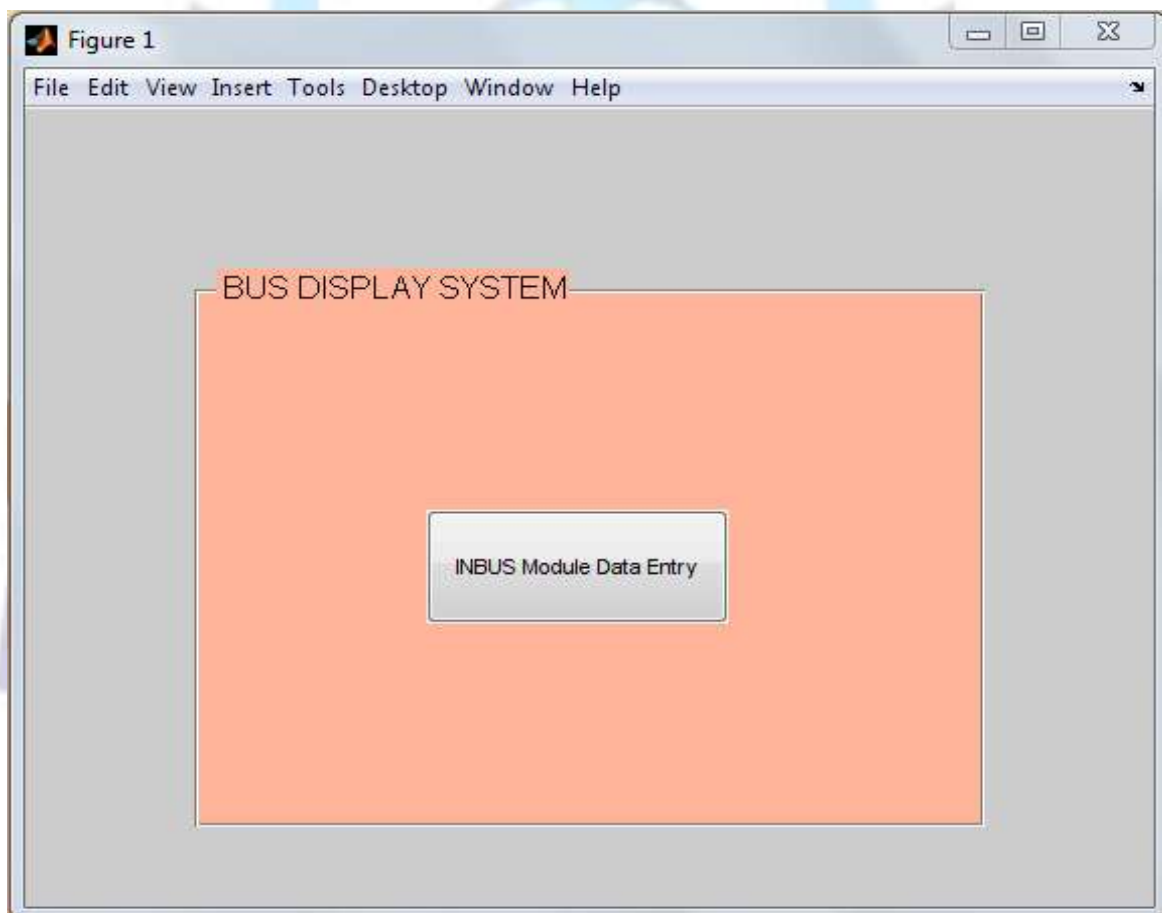 Figure 1
File Edit View Insert Tools Desktop Window Help
BUS DISPLAY SYSTEM
INBUS Module Data Entry